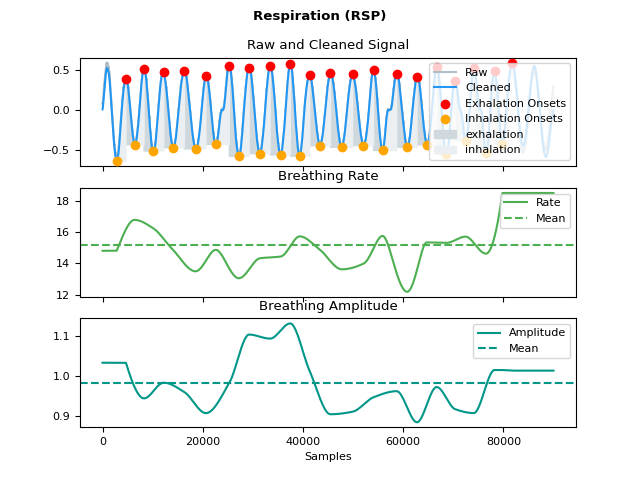 Respiration (RSP)
Raw and Cleaned Signal
0.5
0.0
−0.5
Raw
Cleaned
Exhalation Onsets
Inhalation Onsets
exhalation
inhalation
Breathing Rate
18
16
14
12
Rate
Mean
Breathing Amplitude
1.1
1.0
0.9
Amplitude
Mean
0 20000 40000 60000 80000
Samples